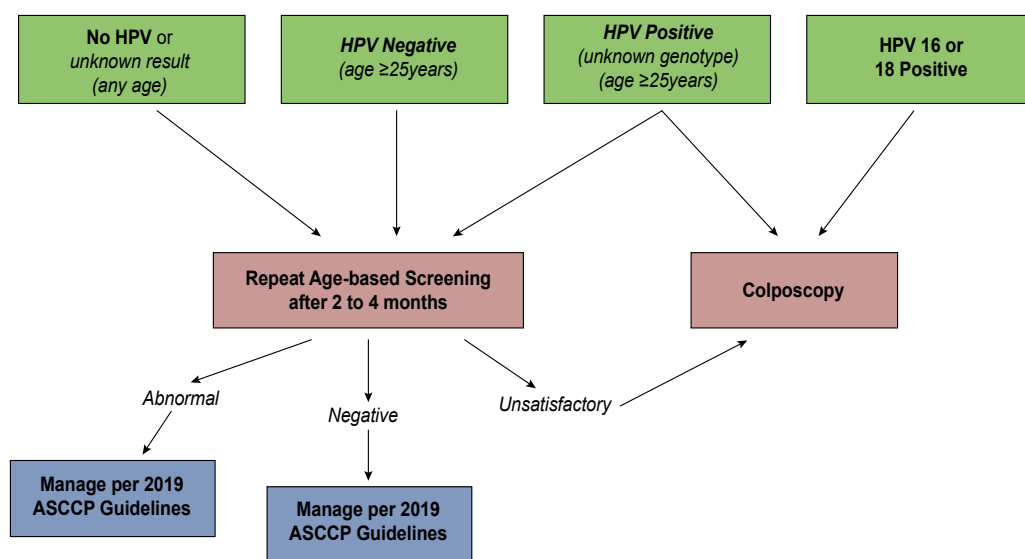 No HPV or
unknown result
(any age)
HPV Negative
(age ≥25years)
HPV Positive
(unknown genotype)
(age ≥25years)
HPV 16 or
18 Positive
Repeat Age-based Screening
after 2 to 4 months
Colposcopy
Abnormal
Negative
Unsatisfactory
Manage per 2019
ASCCP Guidelines
Manage per 2019
ASCCP Guidelines